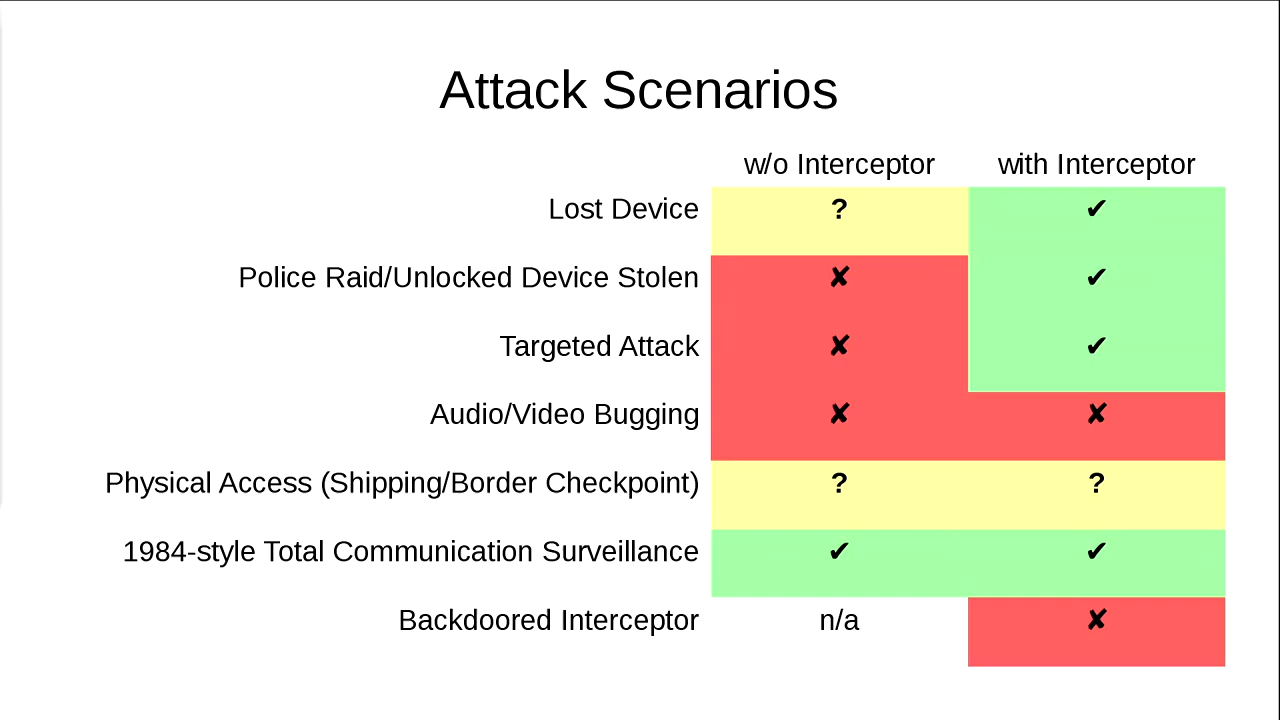 Attack Scenarios
w/o Interceptor with Interceptor
Lost Device ? ✔
Police Raid/Unlocked Device Stolen ✘ ✔
Targeted Attack ✘ ✔
Audio/Video Bugging ✘ ✘
Physical Access (Shipping/Border Checkpoint) ? ?
1984-style Total Communication Surveillance ✔ ✔
Backdoored Interceptor n/a ✘